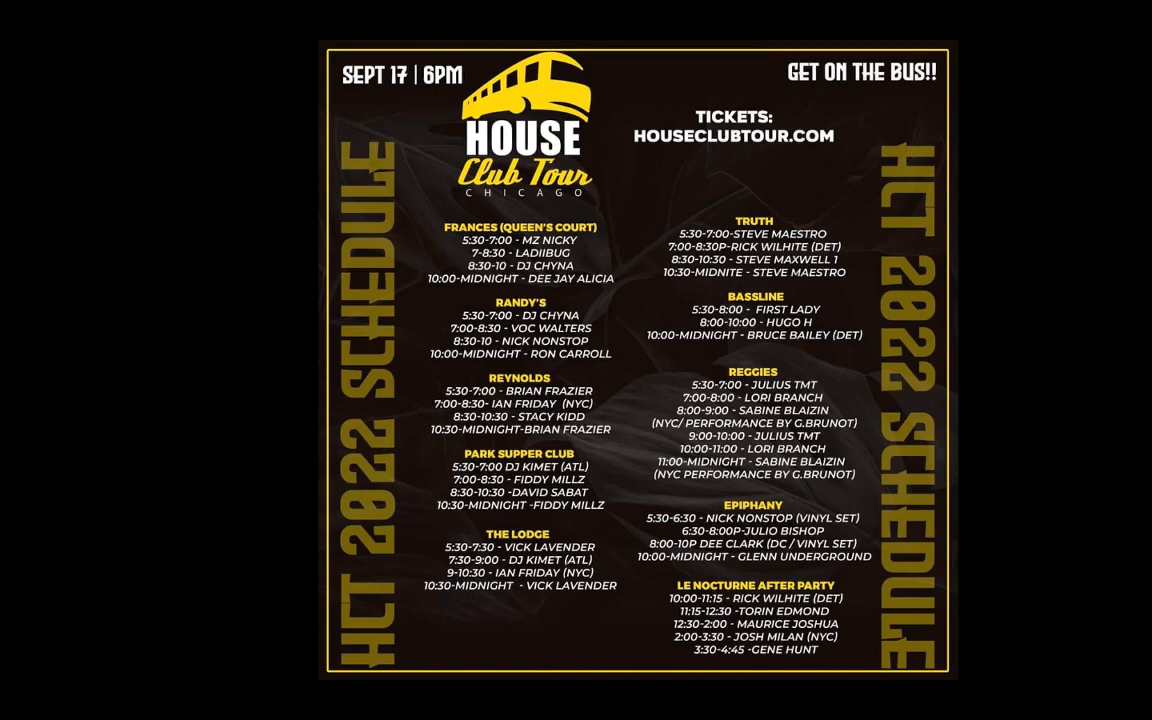 SEPT 17 | 6PM
GET ON THE BUS!!
HOUSE
Club Tour
CHICAGO
TICKETS:
HOUSECLUBTOUR.COM
HCT 2022 SCHEDULE
FRANCES (QUEEN'S COURT)
5:30-7:00 - MZ NICKY
7-8:30 - LADIIBUG
8:30-10 - DJ CHYNA
10:00-MIDNIGHT - DEE JAY ALICIA
RANDY'S
5:30-7:00 - DJ CHYNA
7:00-8:30 - VOC WALTERS
8:30-10 - NICK NONSTOP
10:00-MIDNIGHT - RON CARROLL
REYNOLDS
5:30-7:00 - BRIAN FRAZIER
7:00-8:30- IAN FRIDAY (NYC)
8:30-10:30 - STACY KIDD
10:30-MIDNIGHT-BRIAN FRAZIER
PARK SUPPER CLUB
5:30-7:00 DJ KIMET (ATL)
7:00-8:30 - FIDDY MILLZ
8:30-10:30 -DAVID SABAT
10:30-MIDNIGHT -FIDDY MILLZ
THE LODGE
5:30-7:30 - VICK LAVENDER
7:30-9:00 - DJ KIMET (ATL)
9-10:30 - IAN FRIDAY (NYC)
10:30-MIDNIGHT - VICK LAVENDER
TRUTH
5:30-7:00-STEVE MAESTRO
7:00-8:30P-RICK WILHITE (DET)
8:30-10:30 - STEVE MAXWELL 1
10:30-MIDNITE - STEVE MAESTRO
BASSLINE
5:30-8:00 - FIRST LADY
8:00-10:00 - HUGO H
10:00-MIDNIGHT - BRUCE BAILEY (DET)
REGGIES
5:30-7:00 - JULIUS TMT
7:00-8:00 - LORI BRANCH
8:00-9:00 - SABINE BLAIZIN
(NYC/ PERFORMANCE BY G.BRUNOT)
9:00-10:00 - JULIUS TMT
10:00-11:00 - LORI BRANCH
11:00-MIDNIGHT - SABINE BLAIZIN
(NYC PERFORMANCE BY G.BRUNOT)
EPIPHANY
5:30-6:30 - NICK NONSTOP (VINYL SET)
6:30-8:00P-JULIO BISHOP
8:00-10P DEE CLARK (DC / VINYL SET)
10:00-MIDNIGHT - GLENN UNDERGROUND
LE NOCTURNE AFTER PARTY
10:00-11:15 - RICK WILHITE (DET)
11:15-12:30 -TORIN EDMOND
12:30-2:00 - MAURICE JOSHUA
2:00-3:30 - JOSH MILAN (NYC)
3:30-4:45 -GENE HUNT
HCT 2022 SCHEDULE